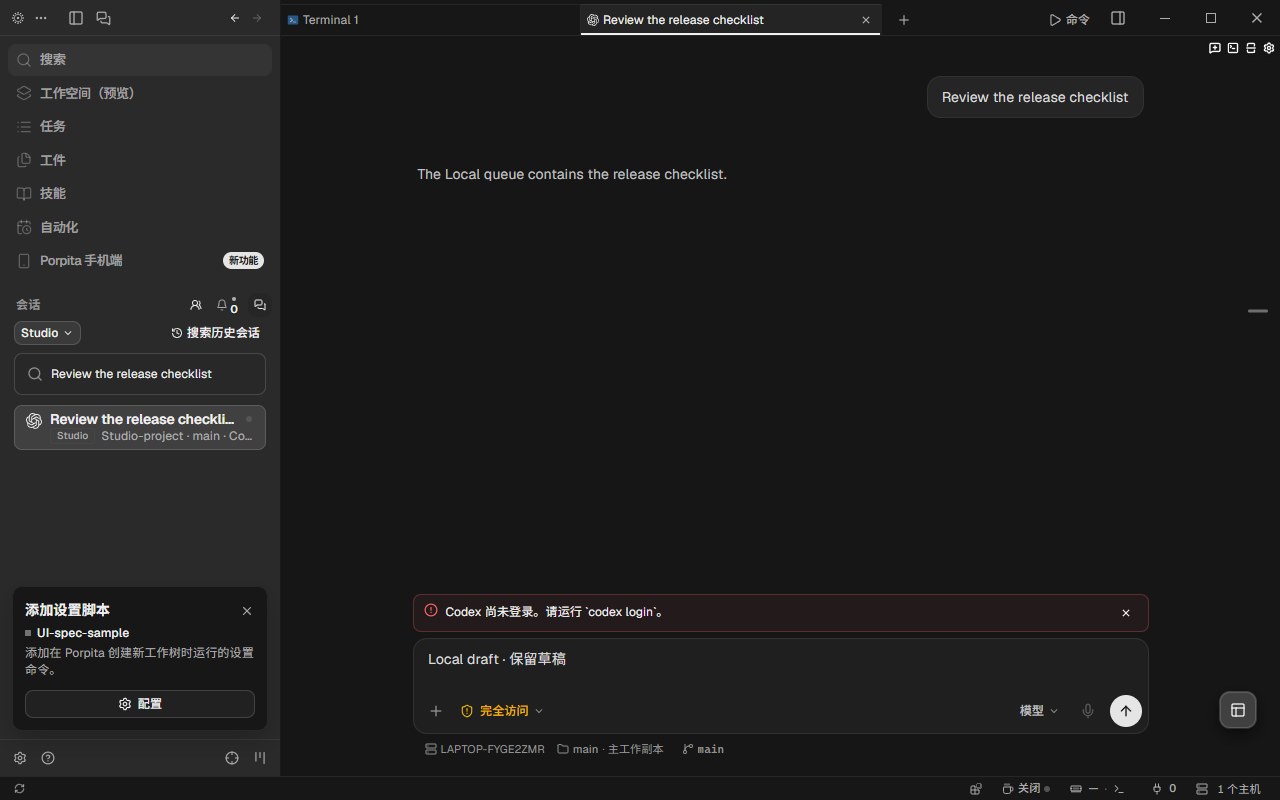 Terminal 1
Review the release checklist
命令
搜索
工作空间（预览）
任务
工件
技能
自动化
Porpita 手机端
新功能
会话
0
Studio
搜索历史会话
Review the release checklist
Review the release checkli...
Studio
Studio-project · main · Co...
添加设置脚本
UI-spec-sample
添加在 Porpita 创建新工作树时运行的设置
命令。
配置
Review the release checklist
The Local queue contains the release checklist.
Codex 尚未登录。请运行 `codex login`。
Local draft · 保留草稿
完全访问
模型
LAPTOP-FYGE2ZMR
main · 主工作副本
main
关闭
0
1 个主机